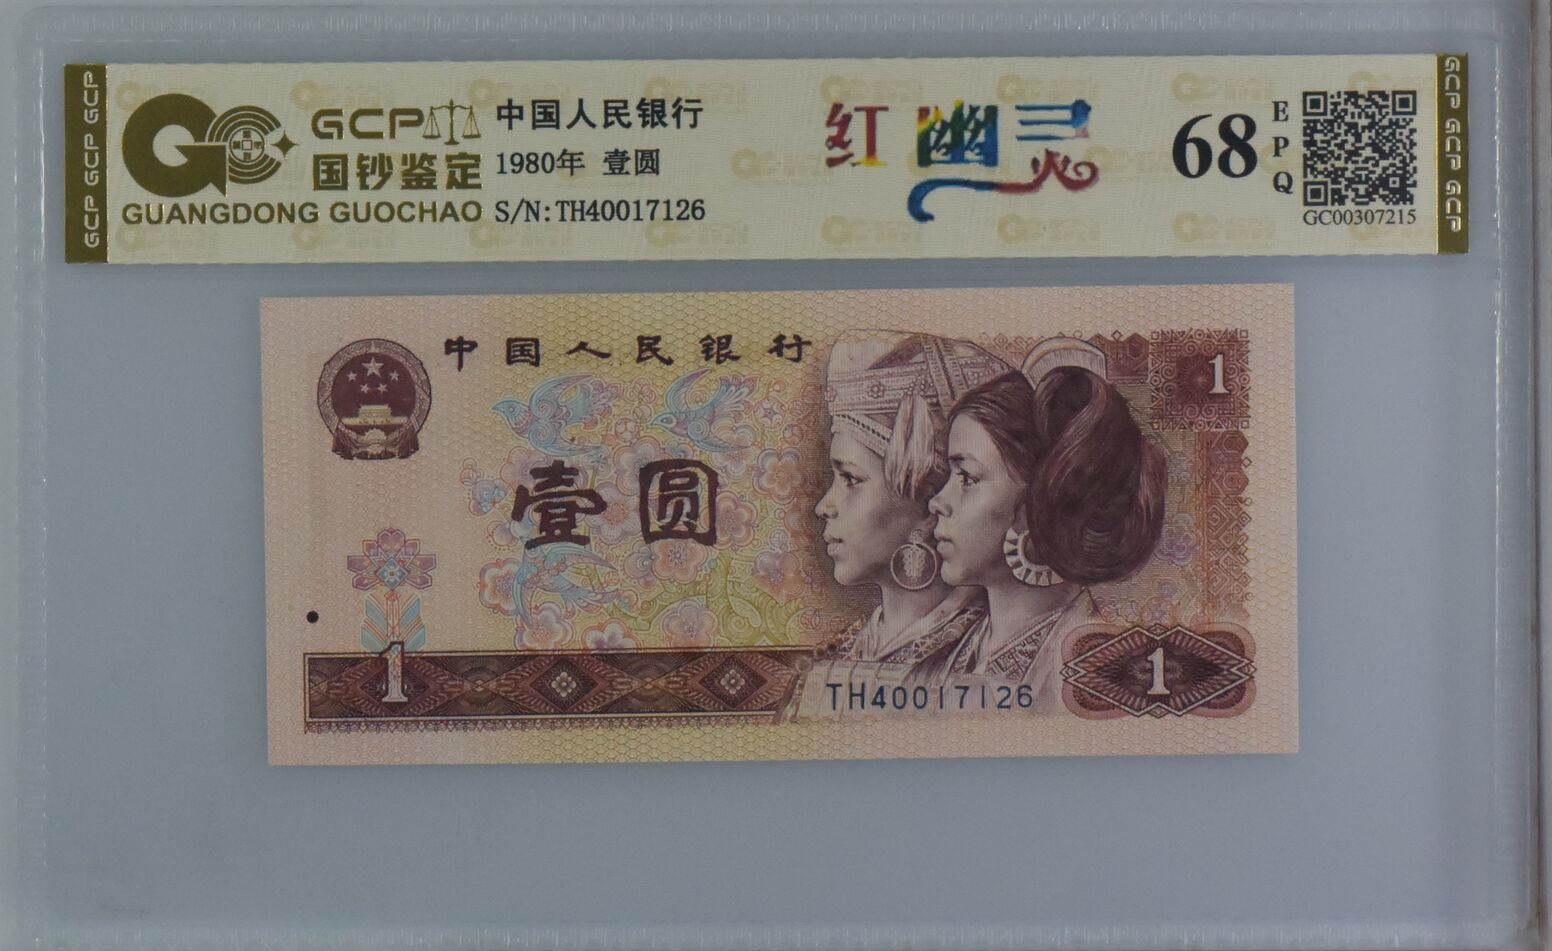 GCP GCP GCP
GCP
国钞鉴定
GUANGDONG GUOCHAO
中国人民银行
1980年 壹圆
S/N:TH40017126
红幽灵
68
EPQ
GC00307215
GCP GCP GCP
中国人民银行
1
壹圆
1
TH40017126
1